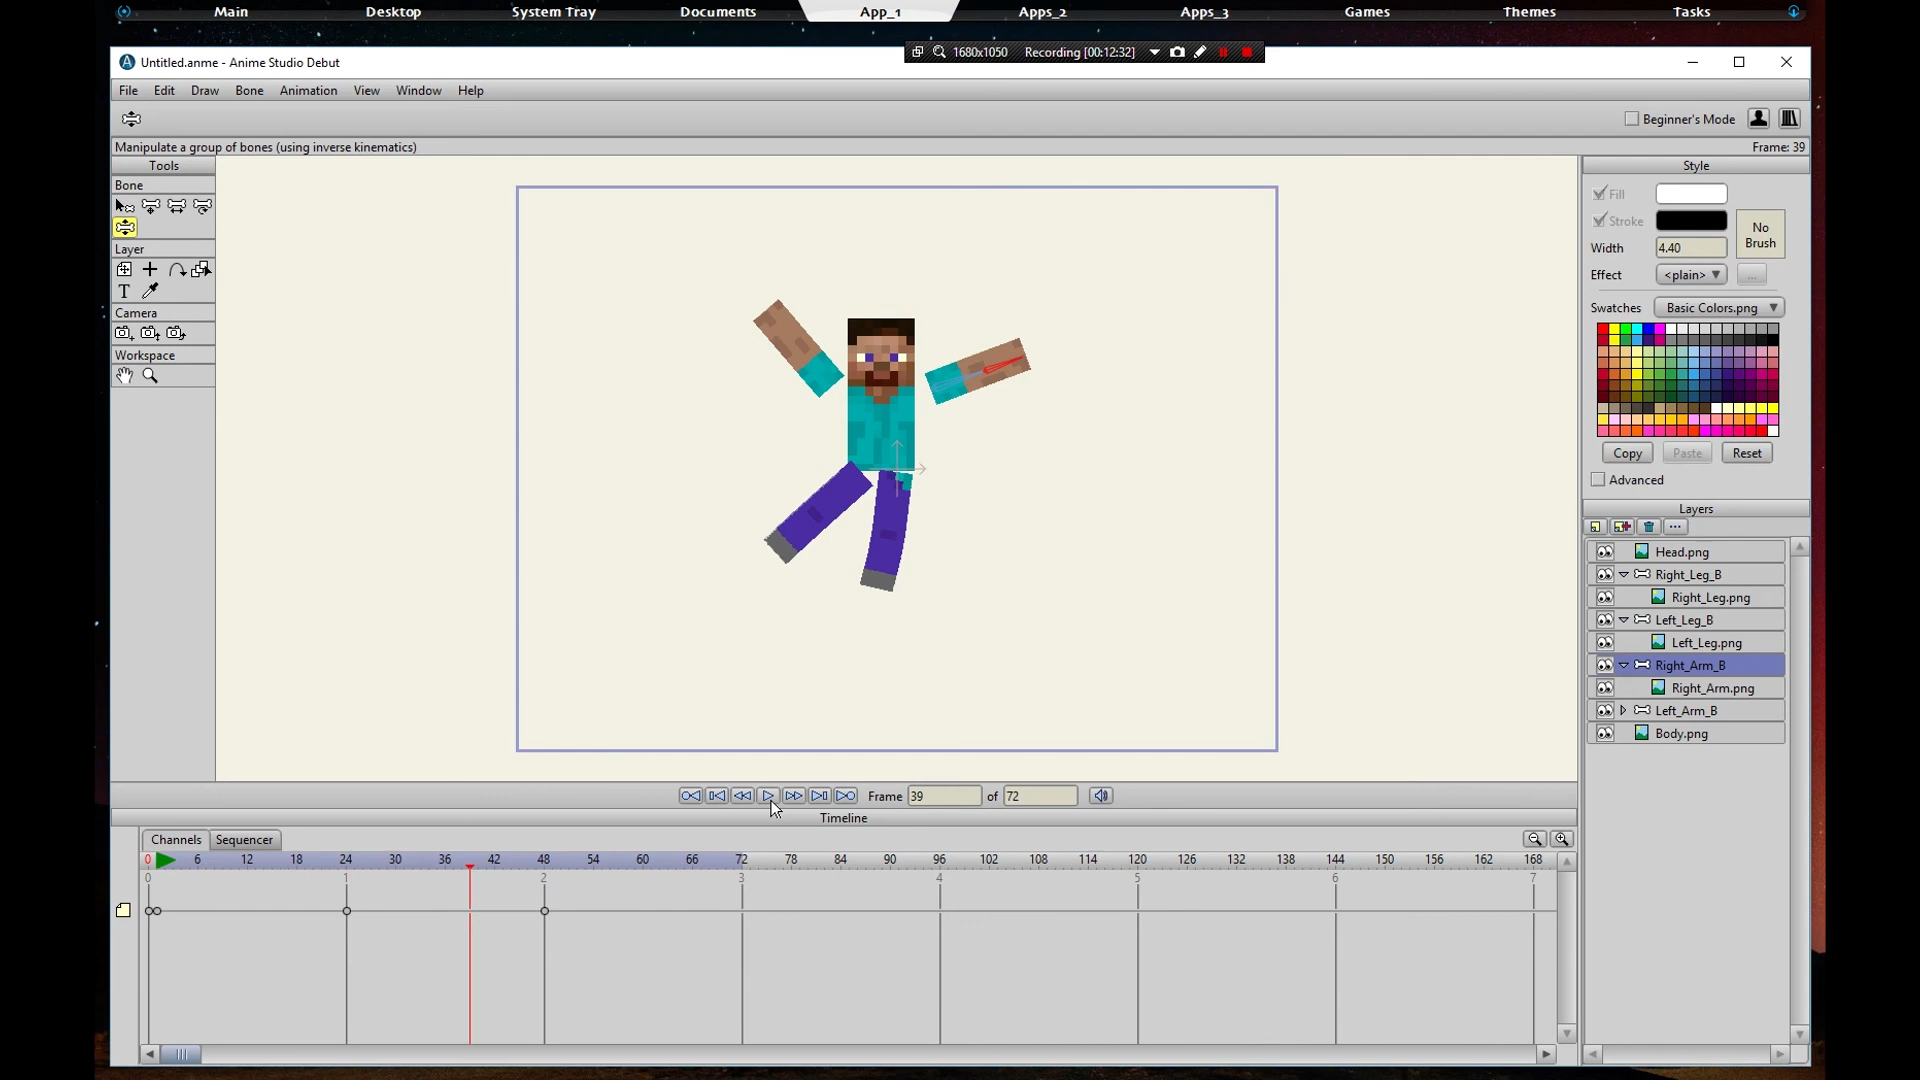 Main Desktop System Tray Documents App_1 Apps_2 Apps_3 Games Themes Tasks
1680x1050 Recording [00:12:32]
Untitled.anme - Anime Studio Debut
File Edit Draw Bone Animation View Window Help
Beginner's Mode
Manipulate a group of bones (using inverse kinematics)
Frame: 39
Tools
Bone
Layer
T
Camera
Workspace
Style
Fill
Stroke
Width 4.40
No
Brush
Effect <plain> ...
Swatches Basic Colors.png
Copy Paste Reset
Advanced
Layers
Head.png
Right_Leg_B
Right_Leg.png
Left_Leg_B
Left_Leg.png
Right_Arm_B
Right_Arm.png
Left_Arm_B
Body.png
Frame 39 of 72
Timeline
Channels Sequencer
0 6 12 18 24 30 36 42 48 54 60 66 72 78 84 90 96 102 108 114 120 126 132 138 144 150 156 162 168
0 1 2 3 4 5 6 7